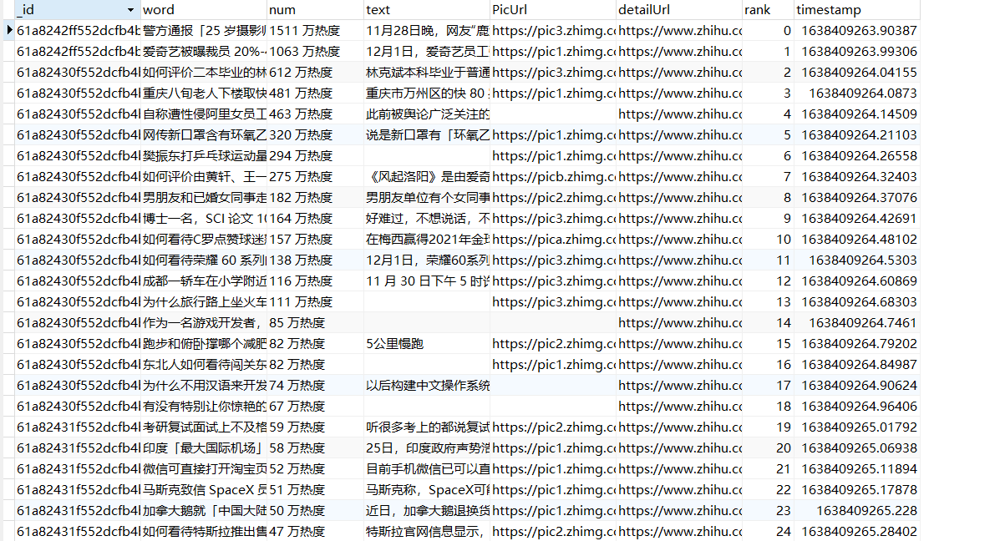 _id word num text PicUrl detailUrl rank timestamp
61a8242ff552dcfb4b 警方通报「25 岁摄影 1511 万热度 11月28日晚，网友“鹿 https://pic3.zhimg.co https://www.zhihu.co 0 1638409263.90387
61a8242ff552dcfb4b 爱奇艺被曝裁员 20%- 1063 万热度 12月1日，爱奇艺员工 https://pic1.zhimg.co https://www.zhihu.co 1 1638409263.99306
61a82430f552dcfb4b 如何评价二本毕业的林 612 万热度 林克斌本科毕业于普通 https://pic3.zhimg.co https://www.zhihu.co 2 1638409264.04155
61a82430f552dcfb4b 重庆八旬老人下楼取快 481 万热度 重庆市万州区的快 80 https://pic1.zhimg.co https://www.zhihu.co 3 1638409264.0873
61a82430f552dcfb4b 自称遭性侵阿里女员工 463 万热度 此前被舆论广泛关注的 https://www.zhihu.co 4 1638409264.14509
61a82430f552dcfb4b 网传新口罩含有环氧乙 320 万热度 说是新口罩有「环氧乙 https://pic1.zhimg.co https://www.zhihu.co 5 1638409264.21103
61a82430f552dcfb4b 樊振东打乒乓球运动量 294 万热度 https://pic1.zhimg.co https://www.zhihu.co 6 1638409264.26558
61a82430f552dcfb4b 如何评价由黄轩、王一 275 万热度 《风起洛阳》是由爱奇 https://picb.zhimg.co https://www.zhihu.co 7 1638409264.32403
61a82430f552dcfb4b 男朋友和已婚女同事走 182 万热度 男朋友单位有个女同事 https://pic2.zhimg.co https://www.zhihu.co 8 1638409264.37076
61a82430f552dcfb4b 博士一名，SCI 论文 10 164 万热度 好难过，不想说话，不 https://pic3.zhimg.co https://www.zhihu.co 9 1638409264.42691
61a82430f552dcfb4b 如何看待C罗点赞球迷 157 万热度 在梅西赢得2021年金球 https://pica.zhimg.co https://www.zhihu.co 10 1638409264.48102
61a82430f552dcfb4b 如何看待荣耀 60 系列 138 万热度 12月1日，荣耀60系列 https://pic3.zhimg.co https://www.zhihu.co 11 1638409264.5303
61a82430f552dcfb4b 成都一轿车在小学附近 116 万热度 11 月 30 日下午 5 时许 https://pic3.zhimg.co https://www.zhihu.co 12 1638409264.60869
61a82430f552dcfb4b 为什么旅行路上坐火车 111 万热度 https://pic3.zhimg.co https://www.zhihu.co 13 1638409264.68303
61a82430f552dcfb4b 作为一名游戏开发者， 85 万热度 https://www.zhihu.co 14 1638409264.7461
61a82430f552dcfb4b 跑步和俯卧撑哪个减肥 82 万热度 5公里慢跑 https://pic2.zhimg.co https://www.zhihu.co 15 1638409264.79202
61a82430f552dcfb4b 东北人如何看待闯关东 82 万热度 https://pic1.zhimg.co https://www.zhihu.co 16 1638409264.84987
61a82430f552dcfb4b 为什么不用汉语来开发 74 万热度 以后构建中文操作系统 https://www.zhihu.co 17 1638409264.90624
61a82430f552dcfb4b 有没有特别让你惊艳的 67 万热度 https://www.zhihu.co 18 1638409264.96406
61a82431f552dcfb4b 考研复试面试上不及格 59 万热度 听很多考上的都说复试 https://pic2.zhimg.co https://www.zhihu.co 19 1638409265.01792
61a82431f552dcfb4b 印度「最大国际机场」 58 万热度 25日，印度政府声势浩 https://pic1.zhimg.co https://www.zhihu.co 20 1638409265.06938
61a82431f552dcfb4b 微信可直接打开淘宝页 52 万热度 目前手机微信已可以直 https://pic1.zhimg.co https://www.zhihu.co 21 1638409265.11894
61a82431f552dcfb4b 马斯克致信 SpaceX 员 51 万热度 马斯克称，SpaceX可能 https://pic1.zhimg.co https://www.zhihu.co 22 1638409265.17878
61a82431f552dcfb4b 加拿大鹅就「中国大陆 50 万热度 近日，加拿大鹅退换货 https://pic1.zhimg.co https://www.zhihu.co 23 1638409265.228
61a82431f552dcfb4b 如何看待特斯拉推出售 47 万热度 特斯拉官网信息显示， https://pic2.zhimg.co https://www.zhihu.co 24 1638409265.28402